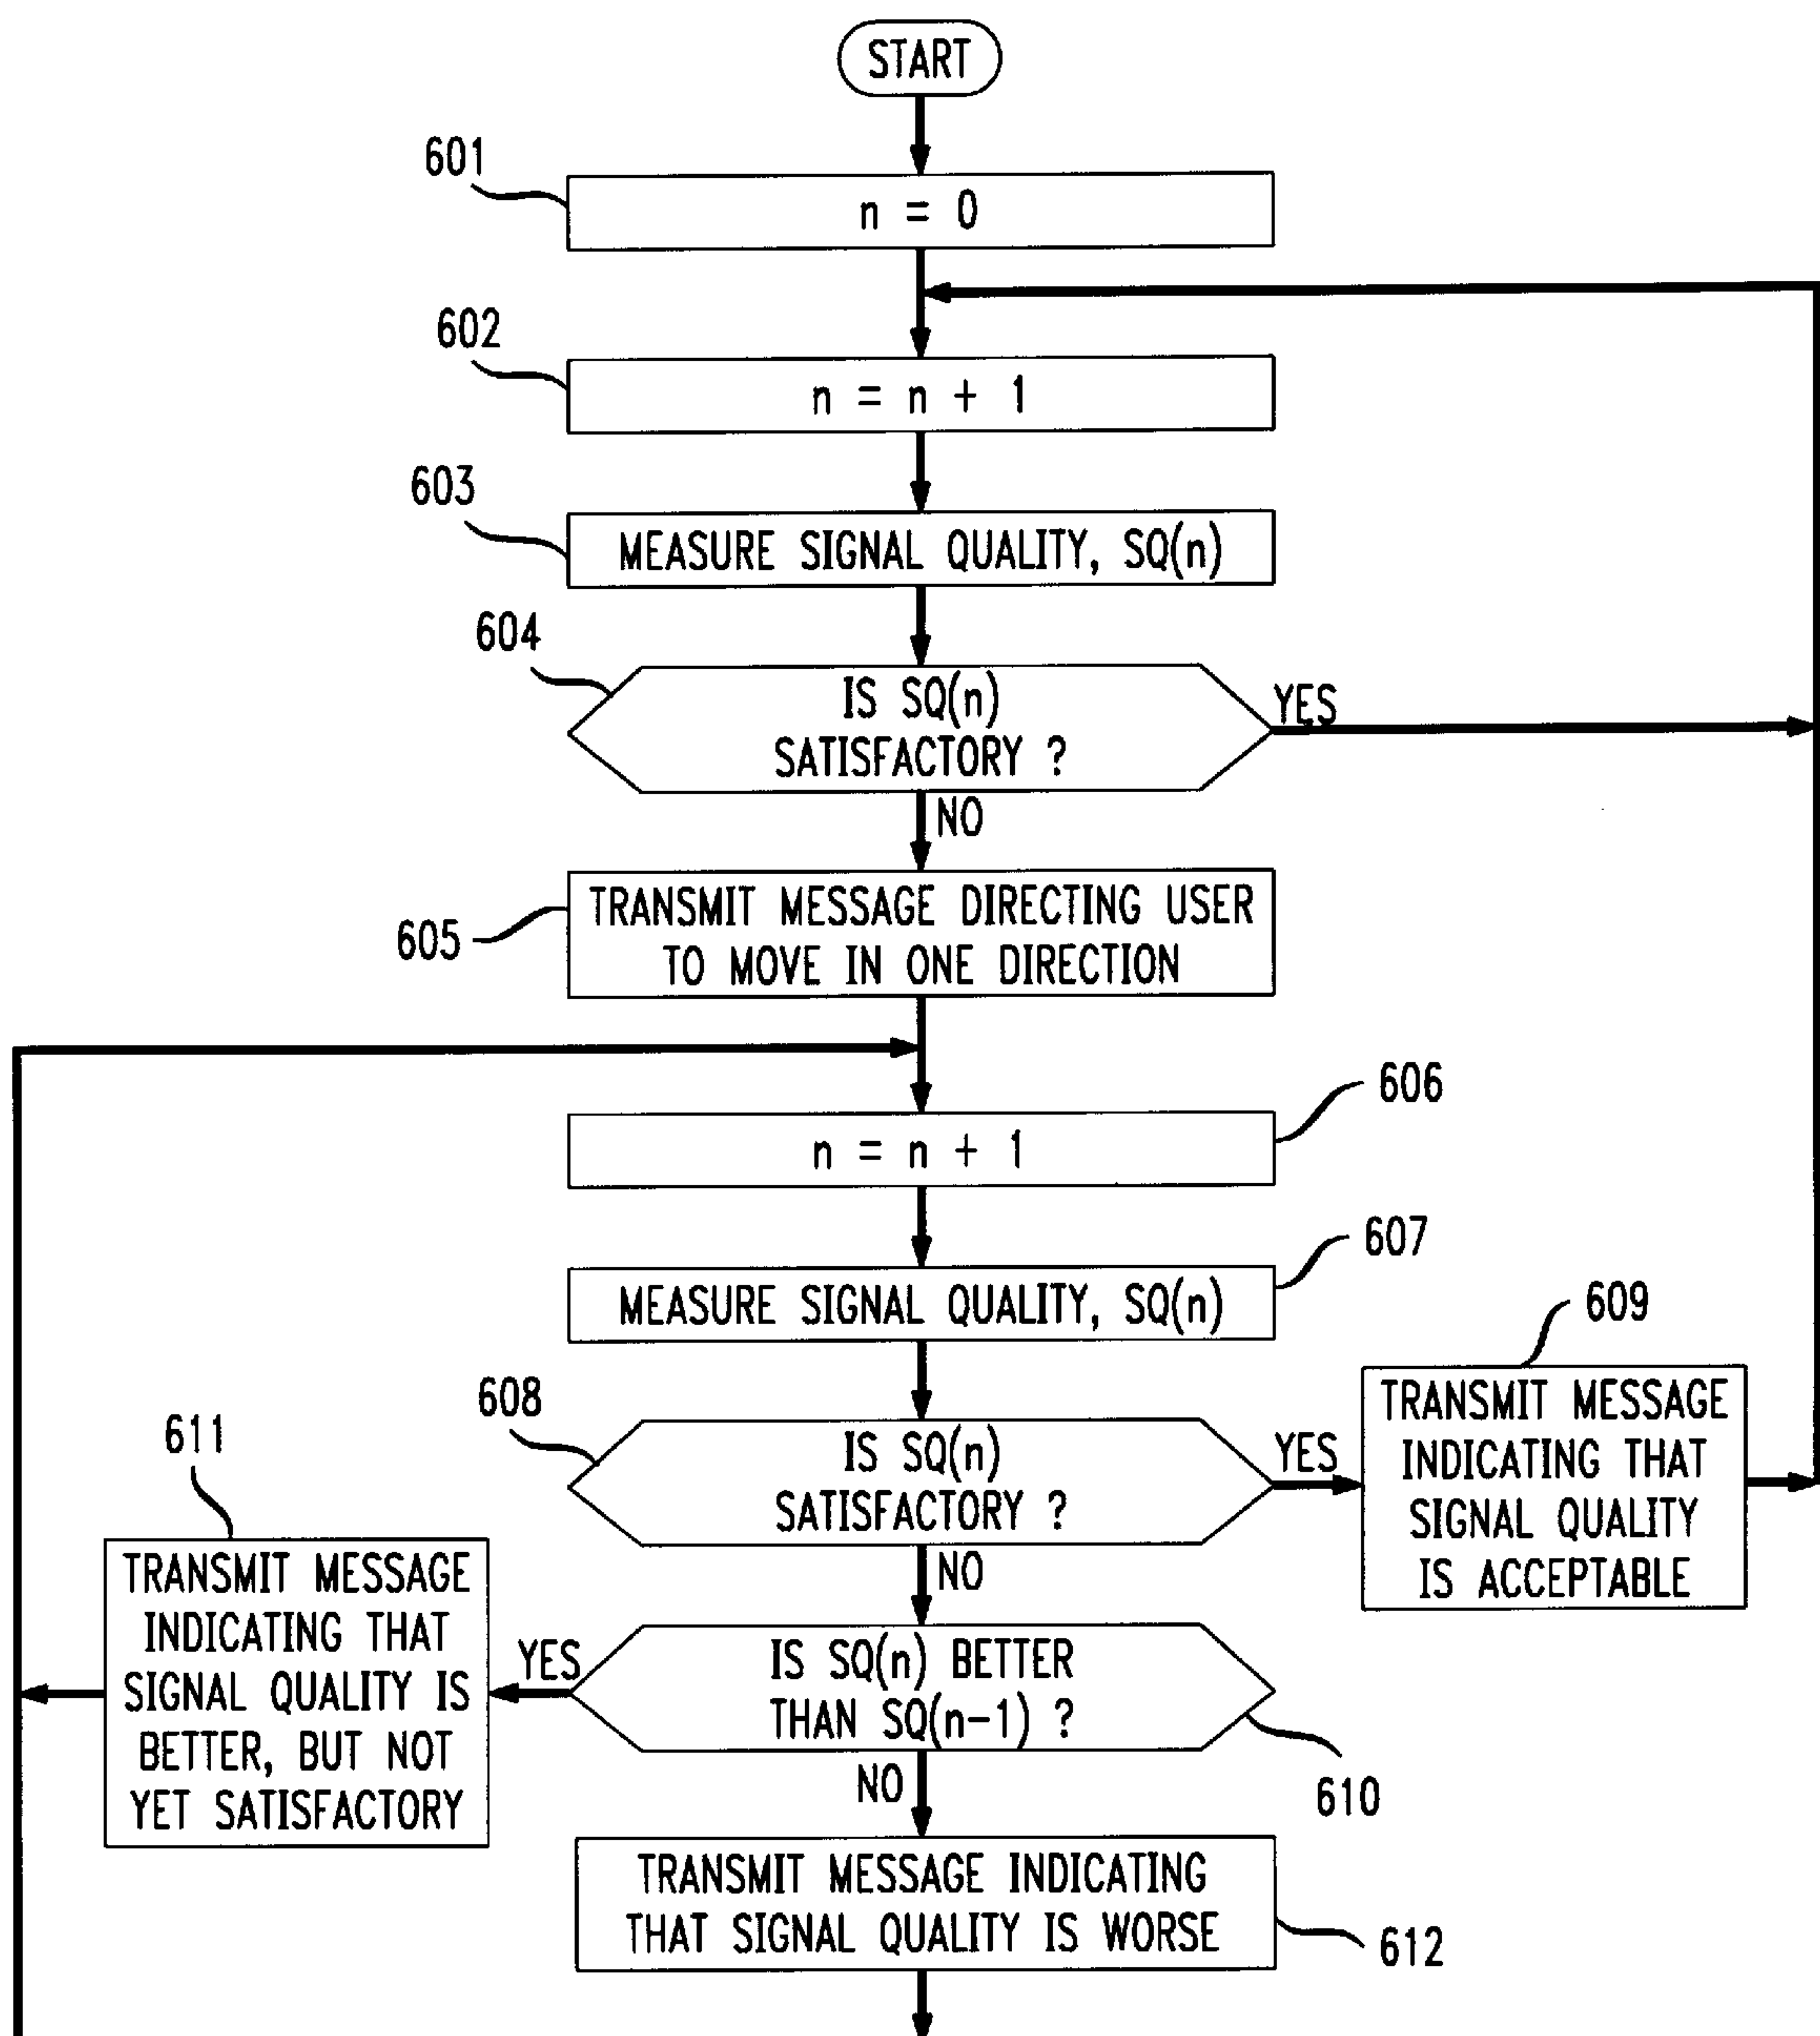 START
601
n = 0
602
n = n + 1
603
MEASURE SIGNAL QUALITY, SQ(n)
604
IS SQ(n)
SATISFACTORY ?
YES
NO
605
TRANSMIT MESSAGE DIRECTING USER
TO MOVE IN ONE DIRECTION
606
n = n + 1
607
MEASURE SIGNAL QUALITY, SQ(n)
608
IS SQ(n)
SATISFACTORY ?
YES
609
TRANSMIT MESSAGE
INDICATING THAT
SIGNAL QUALITY
IS ACCEPTABLE
NO
610
IS SQ(n) BETTER
THAN SQ(n-1) ?
YES
611
TRANSMIT MESSAGE
INDICATING THAT
SIGNAL QUALITY IS
BETTER, BUT NOT
YET SATISFACTORY
NO
TRANSMIT MESSAGE INDICATING
THAT SIGNAL QUALITY IS WORSE
612